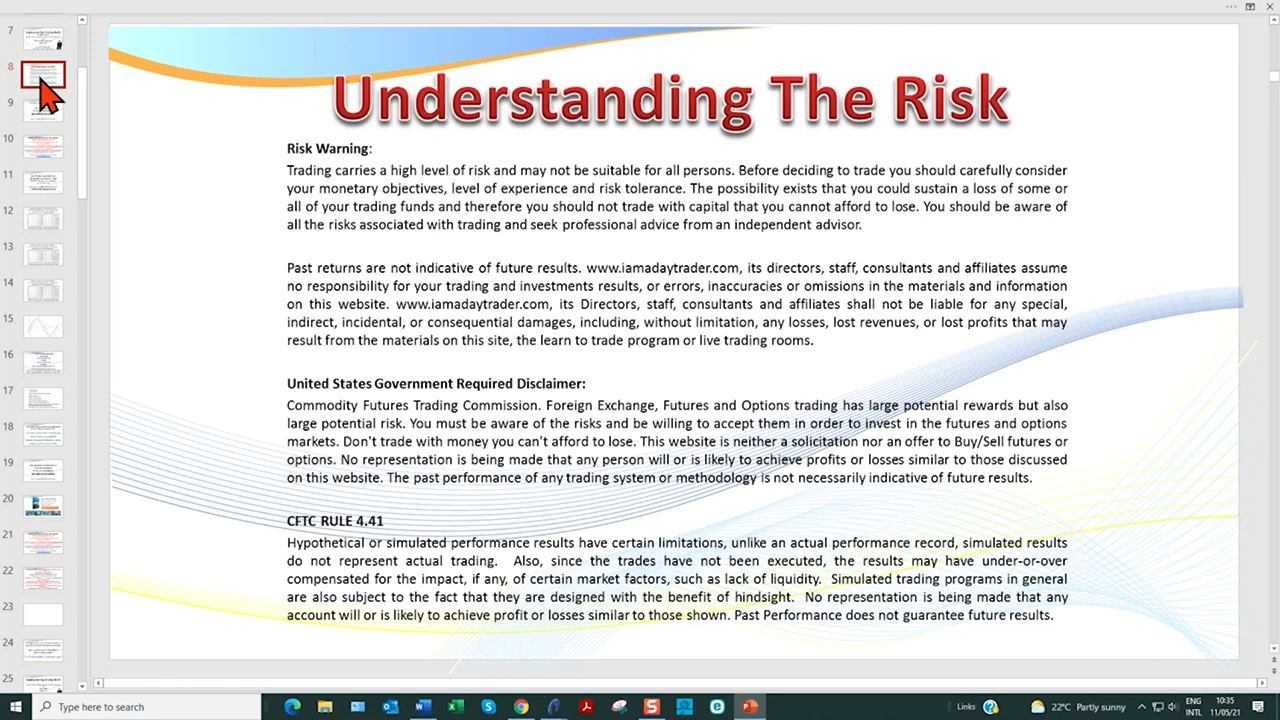 7
8
9
10
11
12
13
14
15
16
17
18
20
22
23
24
25
Understanding The Risk
Risk Warning:
Trading carries a high level of risk and may not be suitable for all persons. Before deciding to trade you should carefully consider
your monetary objectives, level of experience and risk tolerance. The possibility exists that you could sustain a loss of some or
all of your trading funds and therefore you should not trade with capital that you cannot afford to lose. You should be aware of
all the risks associated with trading and seek professional advice from an independent advisor.
Past returns are not indicative of future results. www.iamadaytrader.com, its directors, staff, consultants and affiliates assume
no responsibility for your trading and investments results, or errors, inaccuracies or omissions in the materials and information
on this website. www.iamadaytrader.com, its Directors, staff, consultants and affiliates shall not be liable for any special,
indirect, incidental, or consequential damages, including, without limitation, any losses, lost revenues, or lost profits that may
result from the materials on this site, the learn to trade program or live trading rooms.
United States Government Required Disclaimer:
Commodity Futures Trading Commission. Foreign Exchange, Futures and Options trading has large potential rewards but also
large potential risk. You must be aware of the risks and be willing to accept them in order to invest in the futures and options
markets. Don't trade with money you can't afford to lose. This website is neither a solicitation nor an offer to Buy/Sell futures or
options. No representation is being made that any person will or is likely to achieve profits or losses similar to those discussed
on this website. The past performance of any trading system or methodology is not necessarily indicative of future results.
CFTC RULE 4.41
Hypothetical or simulated performance results have certain limitations, unlike an actual performance record, simulated results
do not represent actual trading. Also, since the trades have not been executed, the results may have under-or-over
compensated for the impact, if any, of certain market factors, such as lack of liquidity. Simulated trading programs in general
are also subject to the fact that they are designed with the benefit of hindsight. No representation is being made that any
account will or is likely to achieve profit or losses similar to those shown. Past Performance does not guarantee future results.
Type here to search
Links
22°C Partly sunny
ENG
INTL
10:35
11/05/21